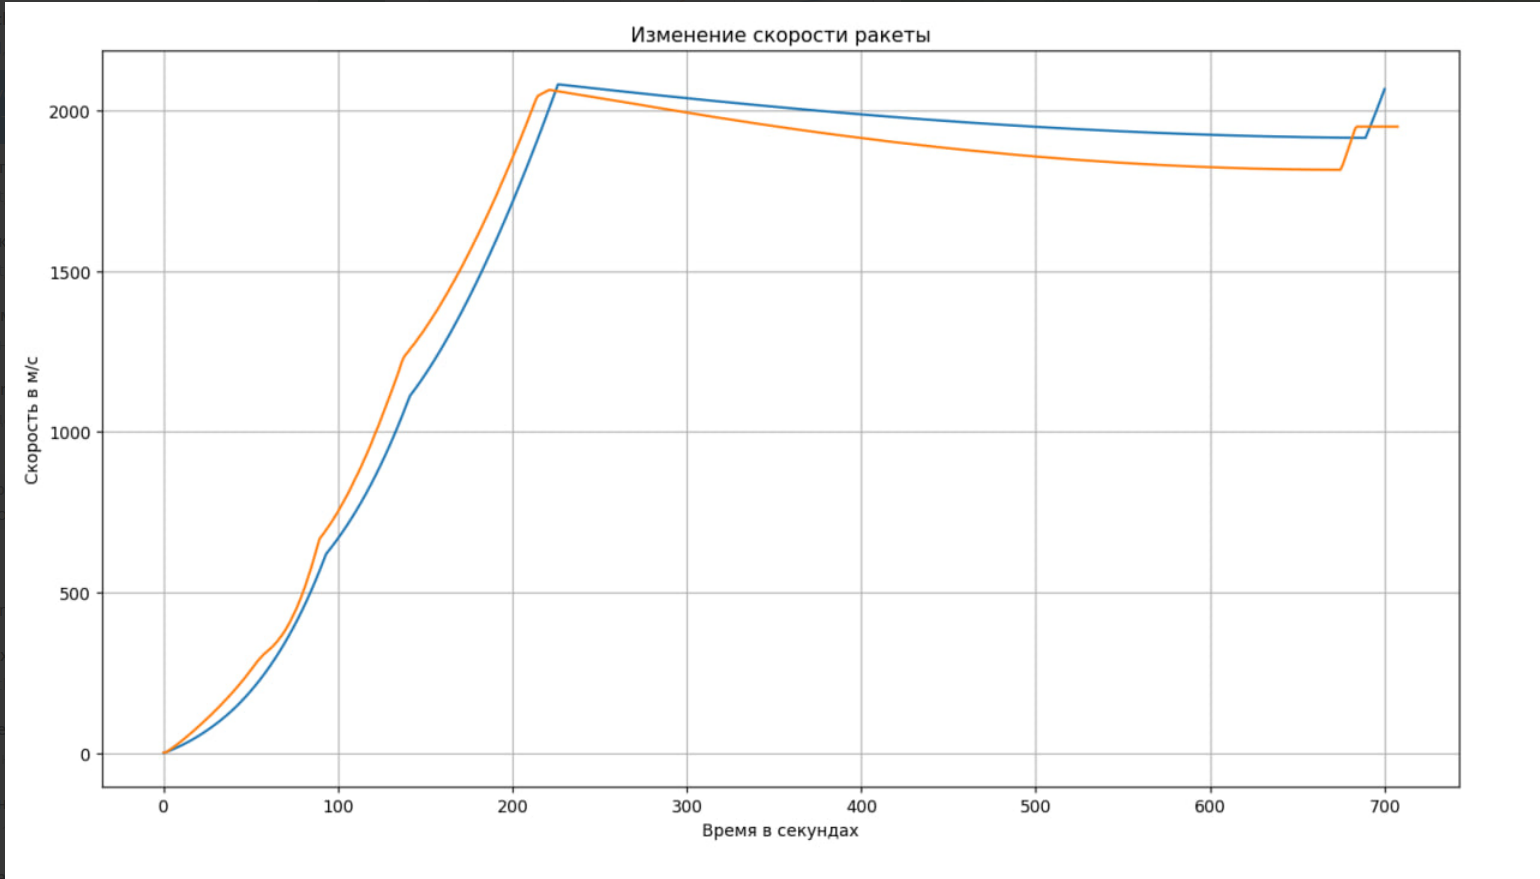 Изменение скорости ракеты
2000
1500
1000
500
0
Скорость в м/с
0 100 200 300 400 500 600 700
Время в секундах